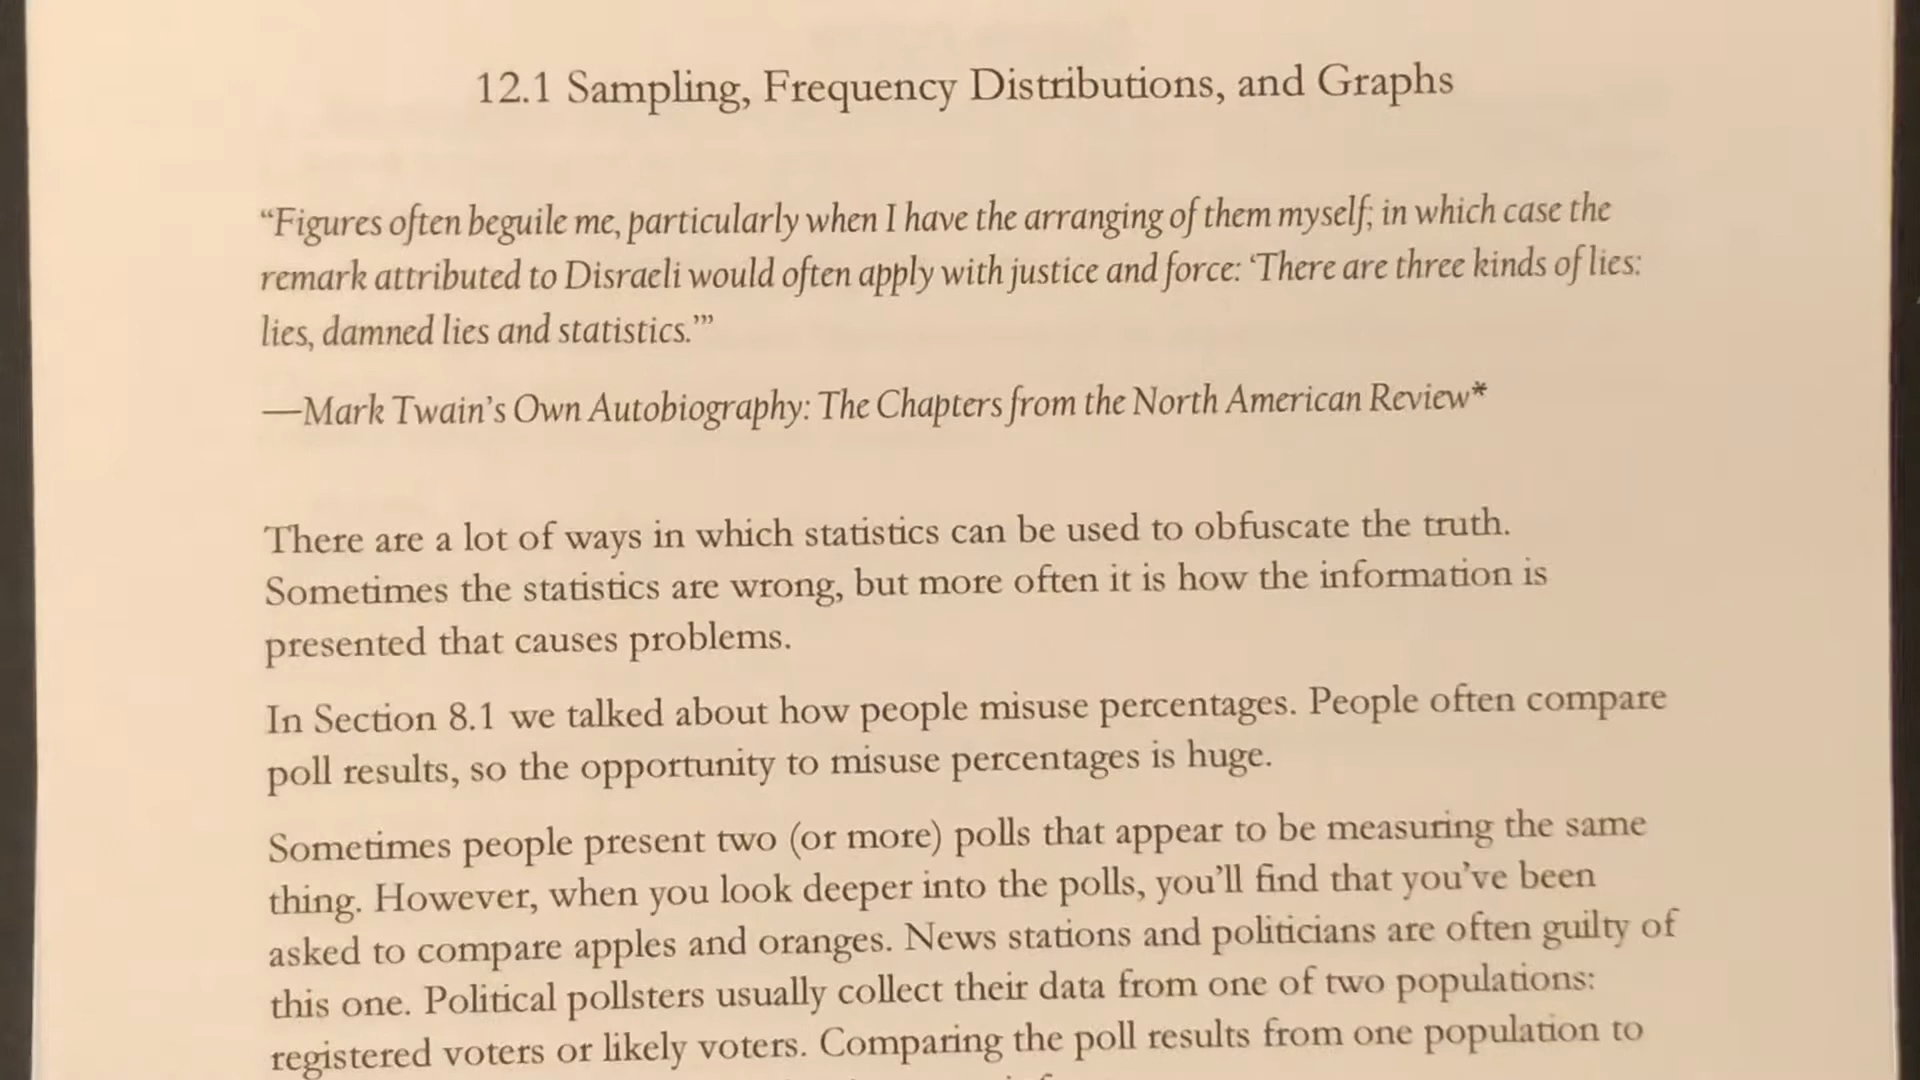 12.1 Sampling, Frequency Distributions, and Graphs
“Figures often beguile me, particularly when I have the arranging of them myself; in which case the
remark attributed to Disraeli would often apply with justice and force: ‘There are three kinds of lies:
lies, damned lies and statistics.’”
—Mark Twain’s Own Autobiography: The Chapters from the North American Review*
There are a lot of ways in which statistics can be used to obfuscate the truth.
Sometimes the statistics are wrong, but more often it is how the information is
presented that causes problems.
In Section 8.1 we talked about how people misuse percentages. People often compare
poll results, so the opportunity to misuse percentages is huge.
Sometimes people present two (or more) polls that appear to be measuring the same
thing. However, when you look deeper into the polls, you’ll find that you’ve been
asked to compare apples and oranges. News stations and politicians are often guilty of
this one. Political pollsters usually collect their data from one of two populations:
registered voters or likely voters. Comparing the poll results from one population to